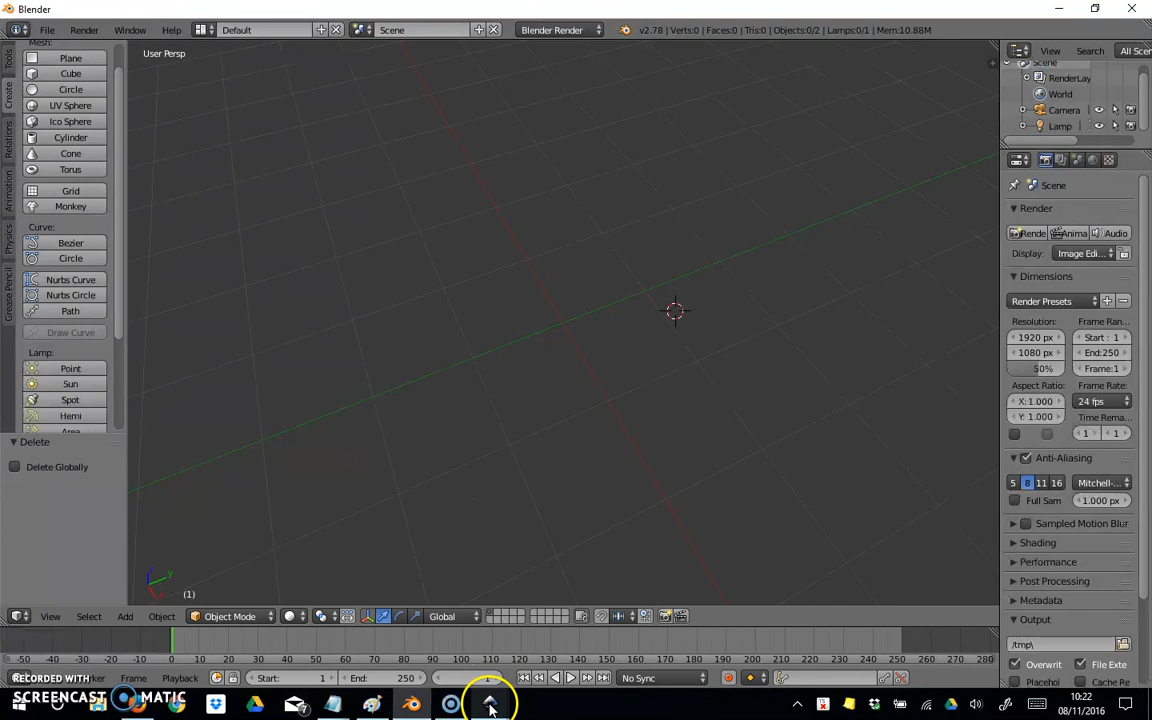 Blender
File Render Window Help Default Scene Blender Render v2.78 | Verts:0 | Faces:0 | Tris:0 | Objects:0/2 | Lamps:0/1 | Mem:10.88M
User Persp
View Search All Scen
Mesh:
Plane
Cube
Circle
UV Sphere
Ico Sphere
Cylinder
Cone
Torus
Grid
Monkey
Curve:
Bezier
Circle
Nurbs Curve
Nurbs Circle
Path
Draw Curve
Lamp:
Point
Sun
Spot
Hemi
Area
Tools
Create
Relations
Animation
Physics
Grease Pencil
Delete
Delete Globally
Scene
RenderLay
World
Camera
Lamp
Scene
Render
Rende Anima Audio
Display: Image Edi...
Dimensions
Render Presets
Resolution: Frame Ran...
1920 px Start : 1
1080 px End:250
50% Frame:1
Aspect Ratio: Frame Rate:
X: 1.000 24 fps
Y: 1.000 Time Rema...
1 1
Anti-Aliasing
5 8 11 16 Mitchell-...
Full Sam 1.000 px
Sampled Motion Blur
Shading
Performance
Post Processing
Metadata
Output
/tmp\
Overwrit File Exte
Placehol Cache Re
Y
(1)
View Select Add Object Object Mode Global
-50 -40 -30 -20 -10 0 10 20 30 40 50 60 70 80 90 100 110 120 130 140 150 160 170 180 190 200 210 220 230 240 250 260 270 280
Marker Frame Playback Start: 1 End: 250 1 No Sync
RECORDED WITH
SCREENCAST MATIC
7
10:22
08/11/2016